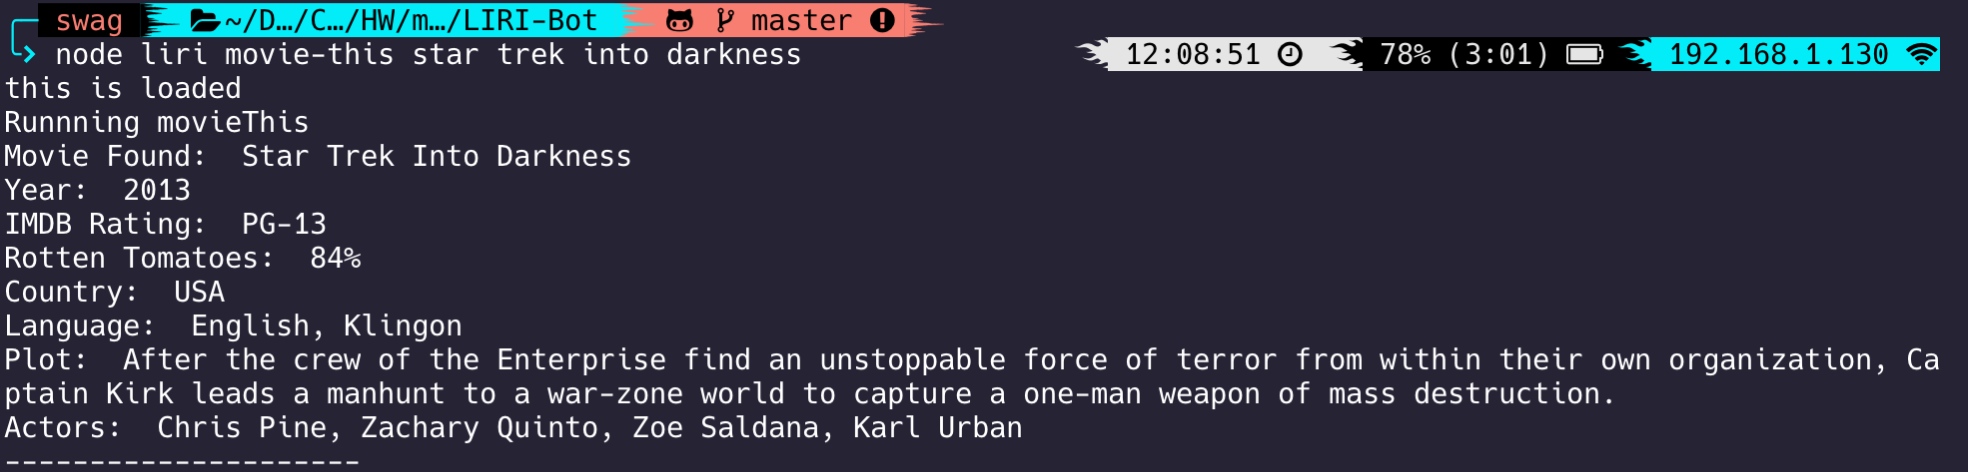 swag ~/D…/C…/HW/m…/LIRI-Bot master
node liri movie-this star trek into darkness 12:08:51 78% (3:01) 192.168.1.130
this is loaded
Runnning movieThis
Movie Found:  Star Trek Into Darkness
Year:  2013
IMDB Rating:  PG-13
Rotten Tomatoes:  84%
Country:  USA
Language:  English, Klingon
Plot:  After the crew of the Enterprise find an unstoppable force of terror from within their own organization, Ca
ptain Kirk leads a manhunt to a war-zone world to capture a one-man weapon of mass destruction.
Actors:  Chris Pine, Zachary Quinto, Zoe Saldana, Karl Urban
---------------------